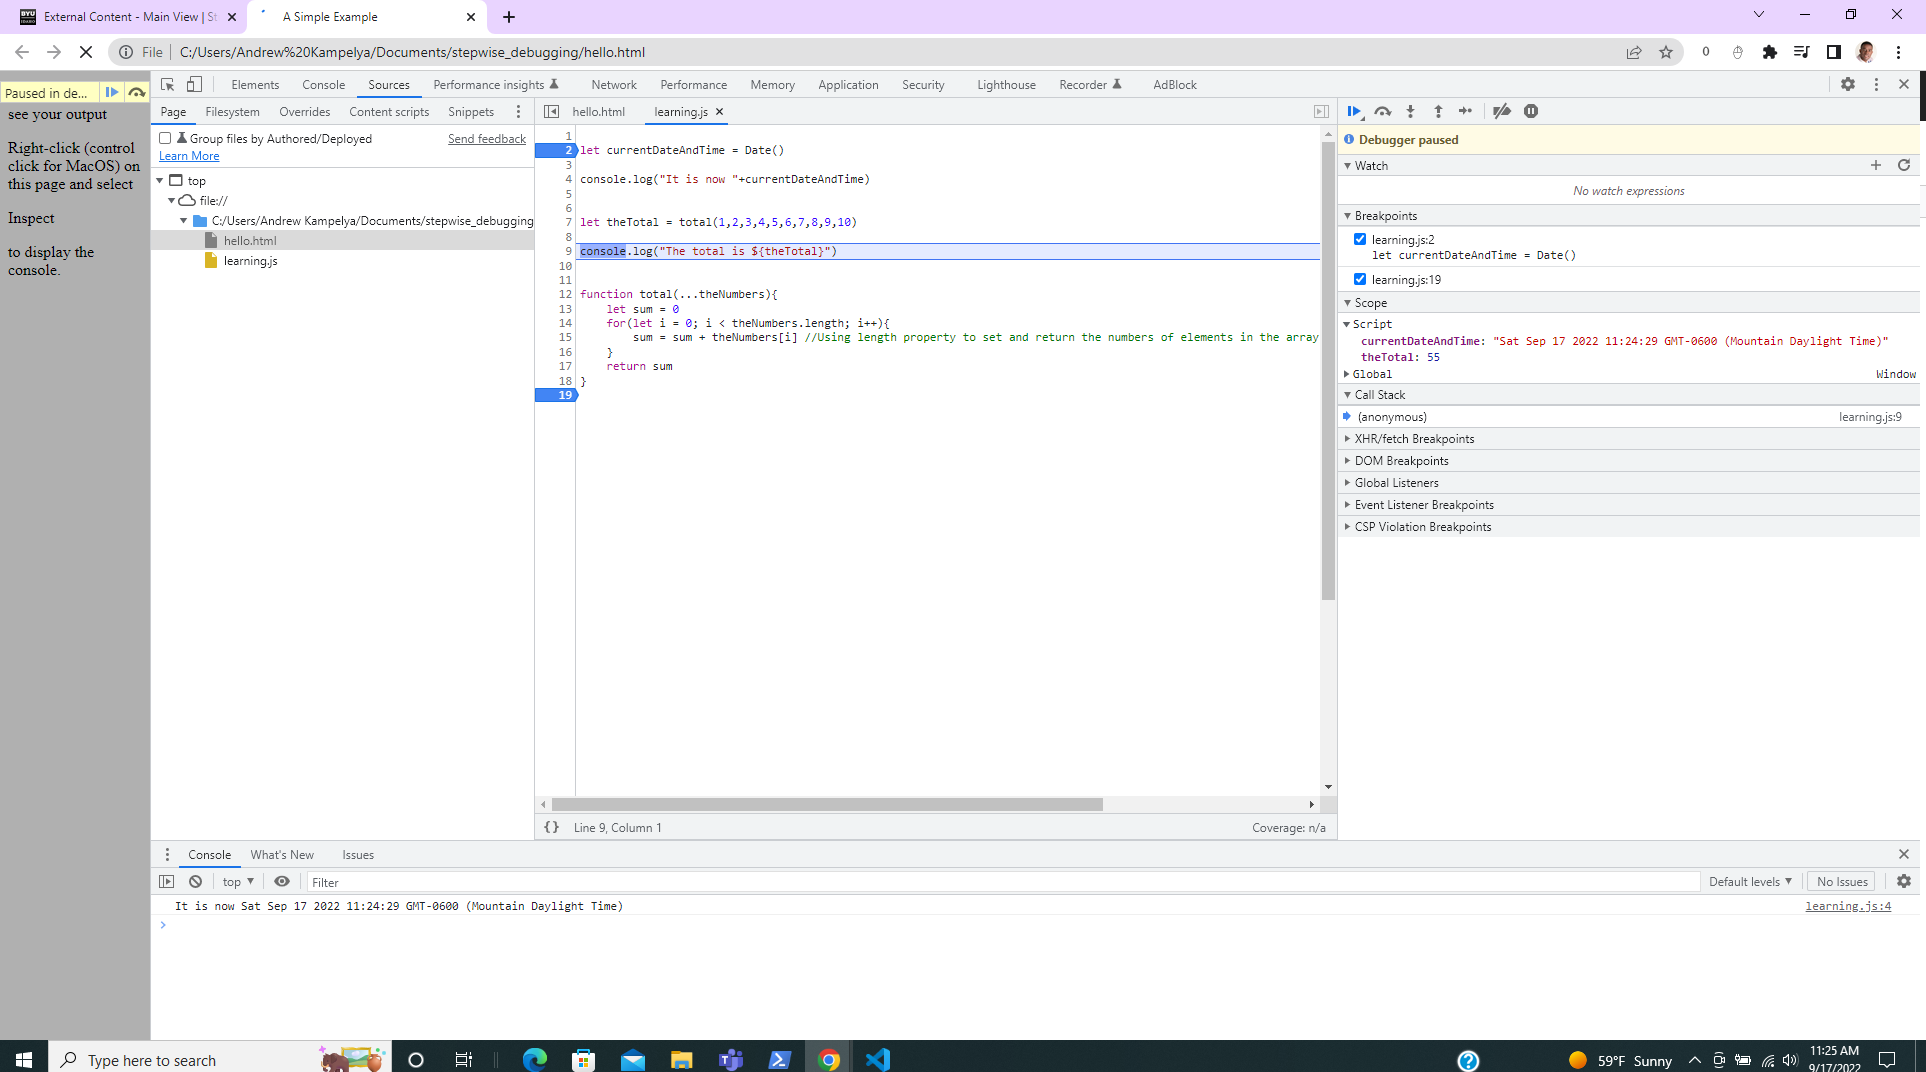 External Content - Main View | St
A Simple Example
File
C:/Users/Andrew%20Kampelya/Documents/stepwise_debugging/hello.html
0
Paused in de...
see your output
Right-click (control
click for MacOS) on
this page and select
Inspect
to display the
console.
Elements Console Sources Performance insights Network Performance Memory Application Security Lighthouse Recorder AdBlock
Page Filesystem Overrides Content scripts Snippets
Group files by Authored/Deployed
Send feedback
Learn More
top
file://
C:/Users/Andrew Kampelya/Documents/stepwise_debugging
hello.html
learning.js
hello.html learning.js
1
2 let currentDateAndTime = Date()
3
4 console.log("It is now "+currentDateAndTime)
5
6
7 let theTotal = total(1,2,3,4,5,6,7,8,9,10)
8
9 console.log("The total is ${theTotal}")
10
11
12 function total(...theNumbers){
13 let sum = 0
14 for(let i = 0; i < theNumbers.length; i++){
15 sum = sum + theNumbers[i] //Using length property to set and return the numbers of elements in the array
16 }
17 return sum
18 }
19
{} Line 9, Column 1
Coverage: n/a
Debugger paused
Watch
No watch expressions
Breakpoints
learning.js:2
let currentDateAndTime = Date()
learning.js:19
Scope
Script
currentDateAndTime: "Sat Sep 17 2022 11:24:29 GMT-0600 (Mountain Daylight Time)"
theTotal: 55
Global Window
Call Stack
(anonymous) learning.js:9
XHR/fetch Breakpoints
DOM Breakpoints
Global Listeners
Event Listener Breakpoints
CSP Violation Breakpoints
Console What's New Issues
top Filter Default levels No Issues
It is now Sat Sep 17 2022 11:24:29 GMT-0600 (Mountain Daylight Time) learning.js:4
Type here to search
59°F Sunny
11:25 AM
9/17/2022